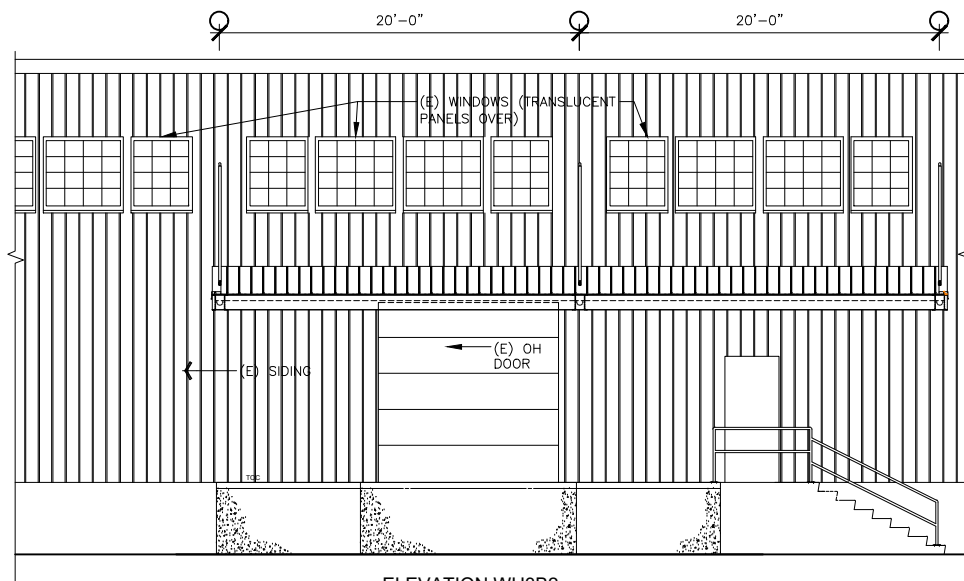 20'-0" 20'-0"
(E) WINDOWS (TRANSLUCENT
PANELS OVER)
(E) OH
DOOR
(E) SIDING
TOC